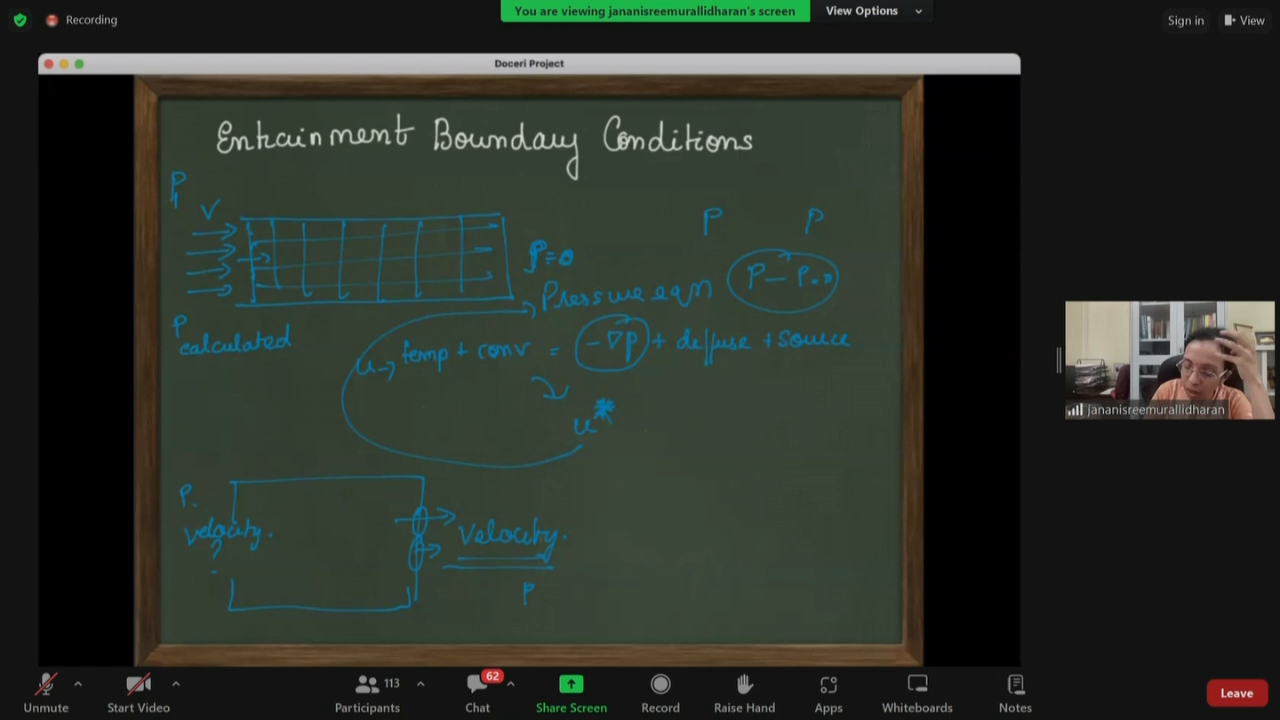 You are viewing jananisreemurallidharan's screen
View Options
Recording
Sign in
View
Doceri Project
Entrainment Boundary Conditions
P
V
P P
P=0
Pressure eqn
P
calculated
u→ temp + conv = -∇p + deffuse + source
u*
P.
velocity.
?
Velocity.
P
jananisreemurallidharan
62
113
Unmute
Start Video
Participants
Chat
Share Screen
Record
Raise Hand
Apps
Whiteboards
Notes
Leave